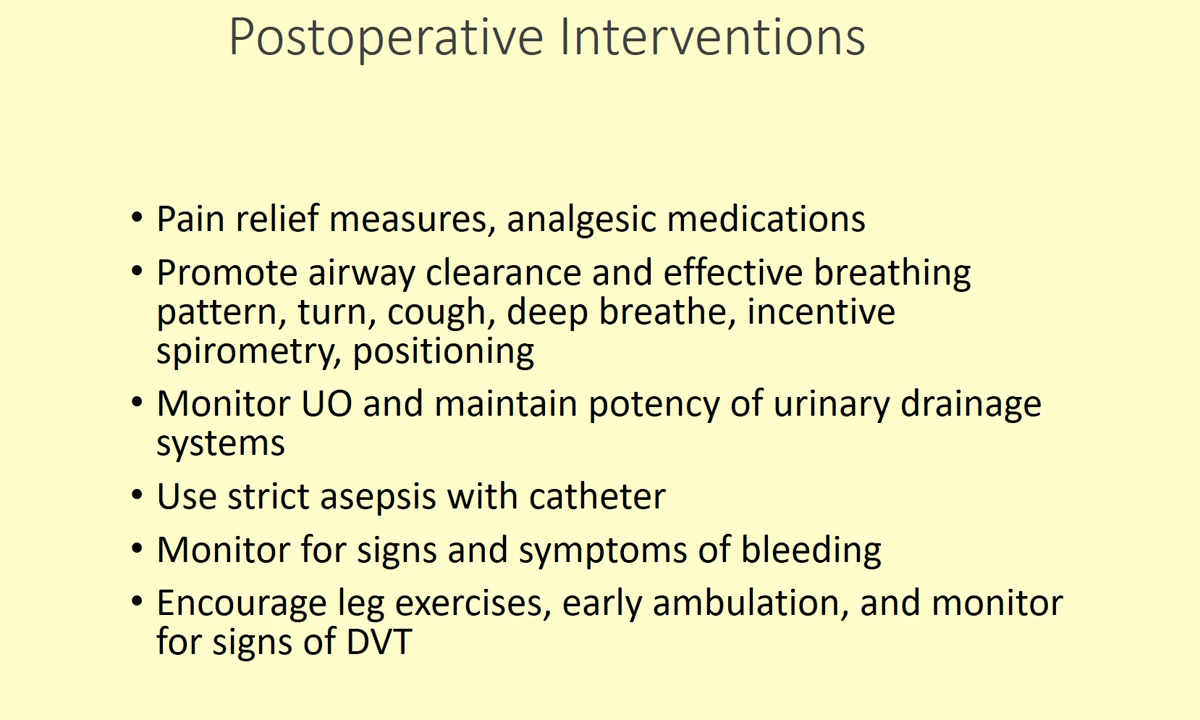 Postoperative Interventions
• Pain relief measures, analgesic medications
• Promote airway clearance and effective breathing
pattern, turn, cough, deep breathe, incentive
spirometry, positioning
• Monitor UO and maintain potency of urinary drainage
systems
• Use strict asepsis with catheter
• Monitor for signs and symptoms of bleeding
• Encourage leg exercises, early ambulation, and monitor
for signs of DVT